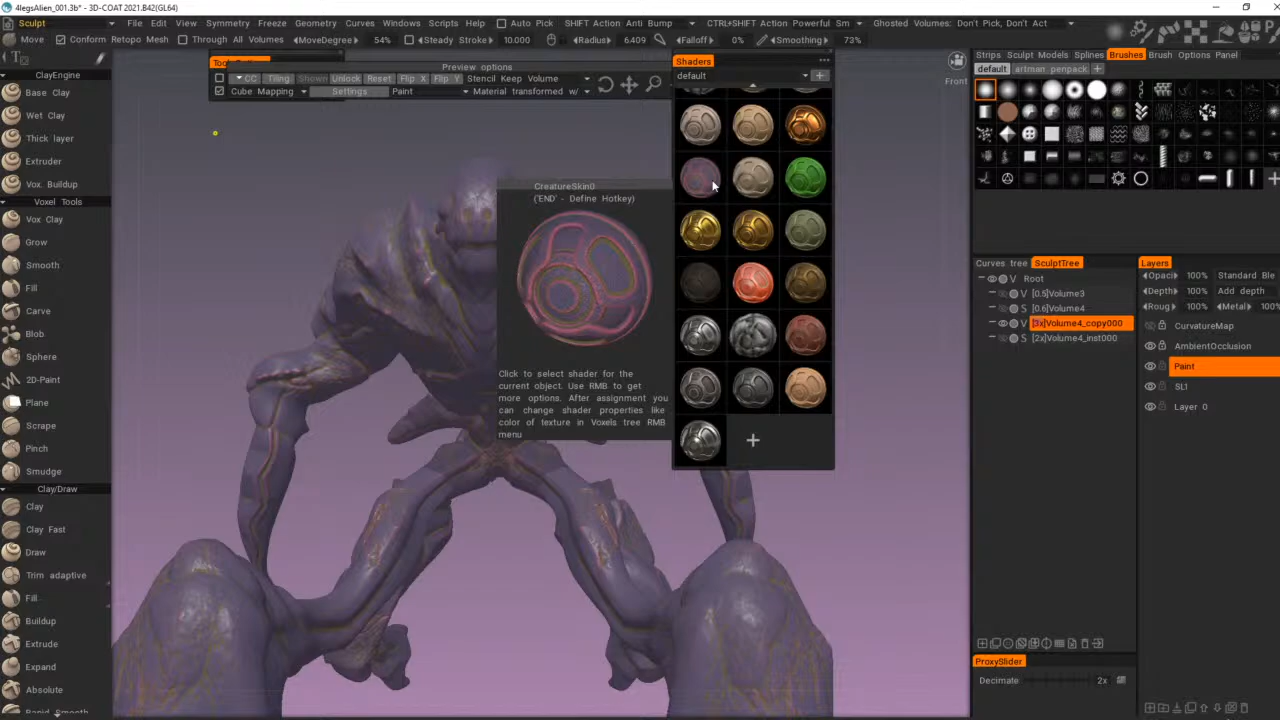 4legsAlien_001.3b* - 3D-COAT 2021.B42(GL64)
Sculpt
File Edit View Symmetry Freeze Geometry Curves Windows Scripts Help Auto Pick SHIFT Action Anti Bump CTRL+SHIFT Action Powerful Sm Ghosted Volumes: Don't Pick, Don't Act
Move Conform Retopo Mesh Through All Volumes MoveDegree 54% Steady Stroke 10.000 Radius 6.409 Falloff 0% Smoothing 73%
ClayEngine
Base Clay
Wet Clay
Thick layer
Extruder
Vox. Buildup
Voxel Tools
Vox Clay
Grow
Smooth
Fill
Carve
Blob
Sphere
2D-Paint
Plane
Scrape
Pinch
Smudge
Clay/Draw
Clay
Clay Fast
Draw
Trim adaptive
Fill
Buildup
Extrude
Expand
Absolute
Rapid Smooth
Preview options
CC Tiling Shown Unlock Reset Flip X Flip Y Stencil Keep Volume
Cube Mapping Settings Paint Material transformed w/
CreatureSkin0
('END' - Define Hotkey)
Click to select shader for the
current object. Use RMB to get
more options. After assignment you
can change shader properties like
color of texture in Voxels tree RMB
menu
Shaders
default
Front
Strips Sculpt Models Splines Brushes Brush Options Panel
default artman penpack
Curves tree SculptTree
V Root
V [0.5]Volume3
S [0.6]Volume4
V [3x]Volume4_copy000
S [2x]Volume4_inst000
ProxySlider
Decimate 2x
Layers
Opaci 100% Standard Ble
Depth 100% Add depth
Roug 100% Metal 100%
CurvatureMap
AmbientOcclusion
Paint
SL1
Layer 0